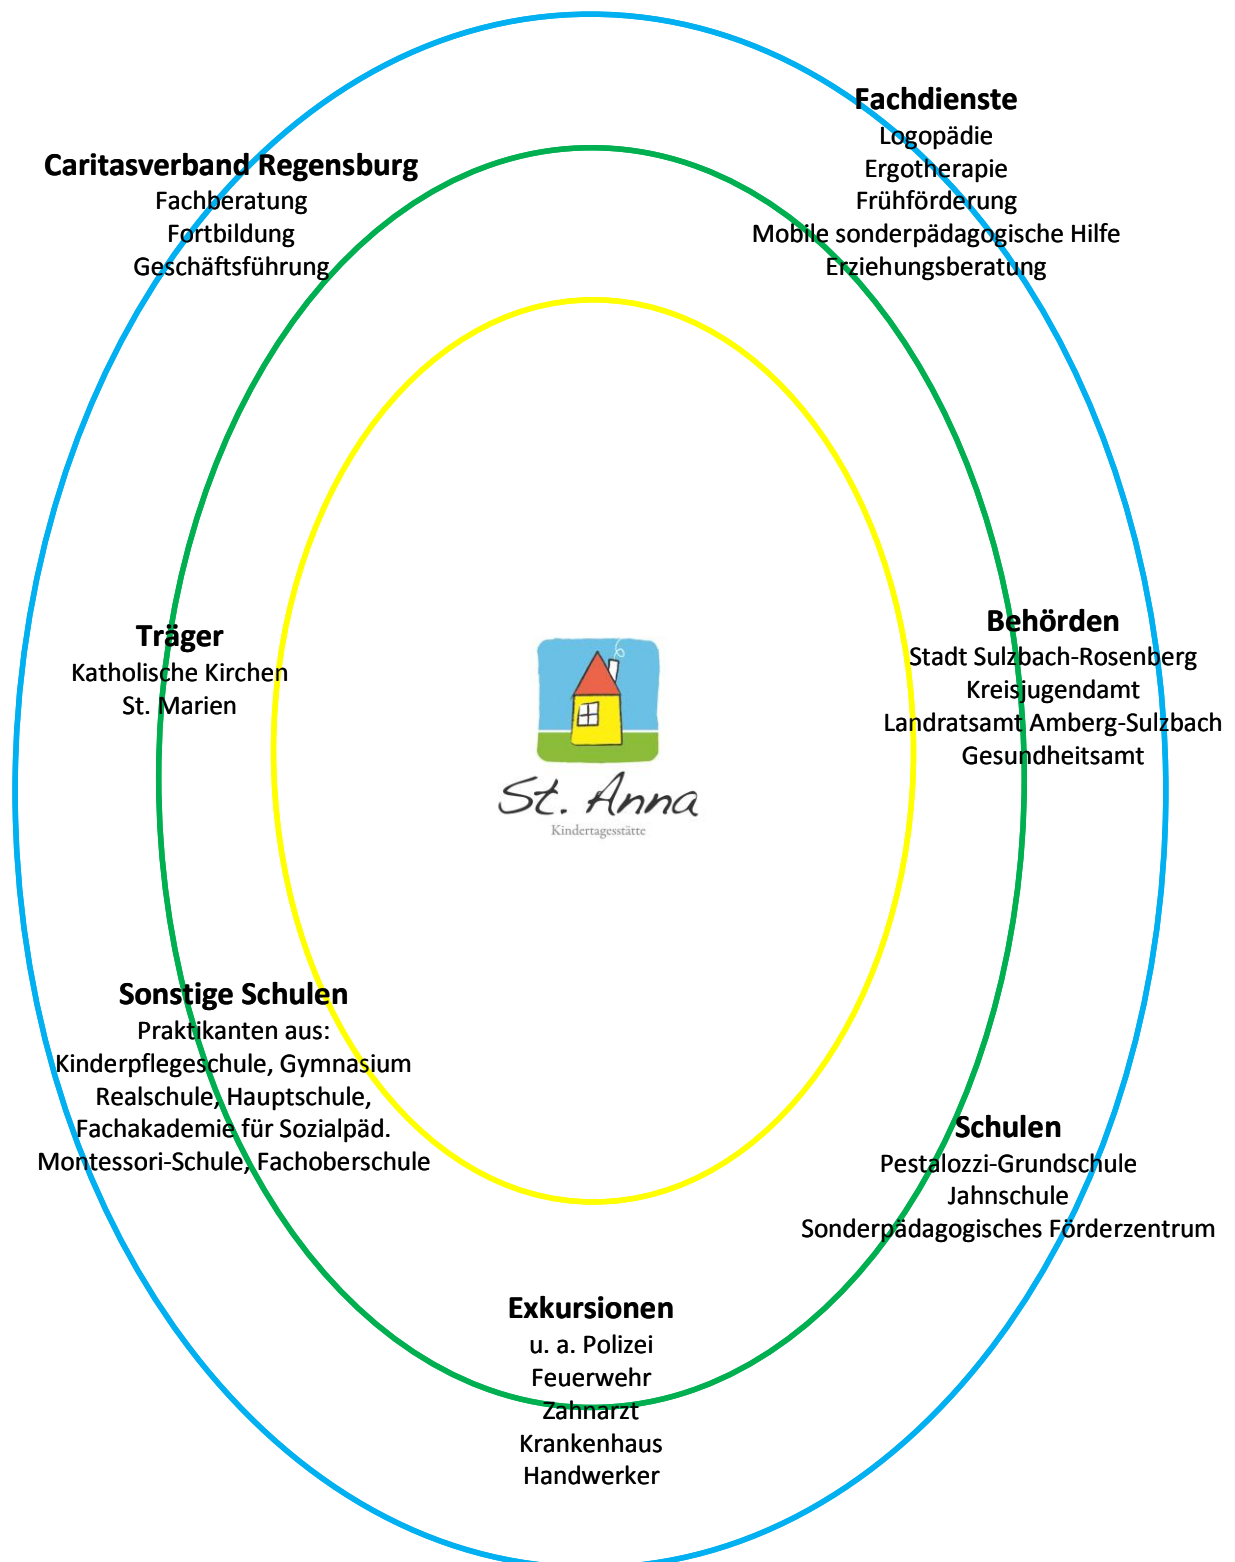 Fachdienste
Logopädie
Ergotherapie
Frühförderung
Mobile sonderpädagogische Hilfe
Erziehungsberatung
Caritasverband Regensburg
Fachberatung
Fortbildung
Geschäftsführung
Träger
Katholische Kirchen
St. Marien
St. Anna
Kindertagesstätte
Behörden
Stadt Sulzbach-Rosenberg
Kreisjugendamt
Landratsamt Amberg-Sulzbach
Gesundheitsamt
Sonstige Schulen
Praktikanten aus:
Kinderpflegeschule, Gymnasium
Realschule, Hauptschule,
Fachakademie für Sozialpäd.
Montessori-Schule, Fachoberschule
Schulen
Pestalozzi-Grundschule
Jahnschule
Sonderpädagogisches Förderzentrum
Exkursionen
u. a. Polizei
Feuerwehr
Zahnarzt
Krankenhaus
Handwerker